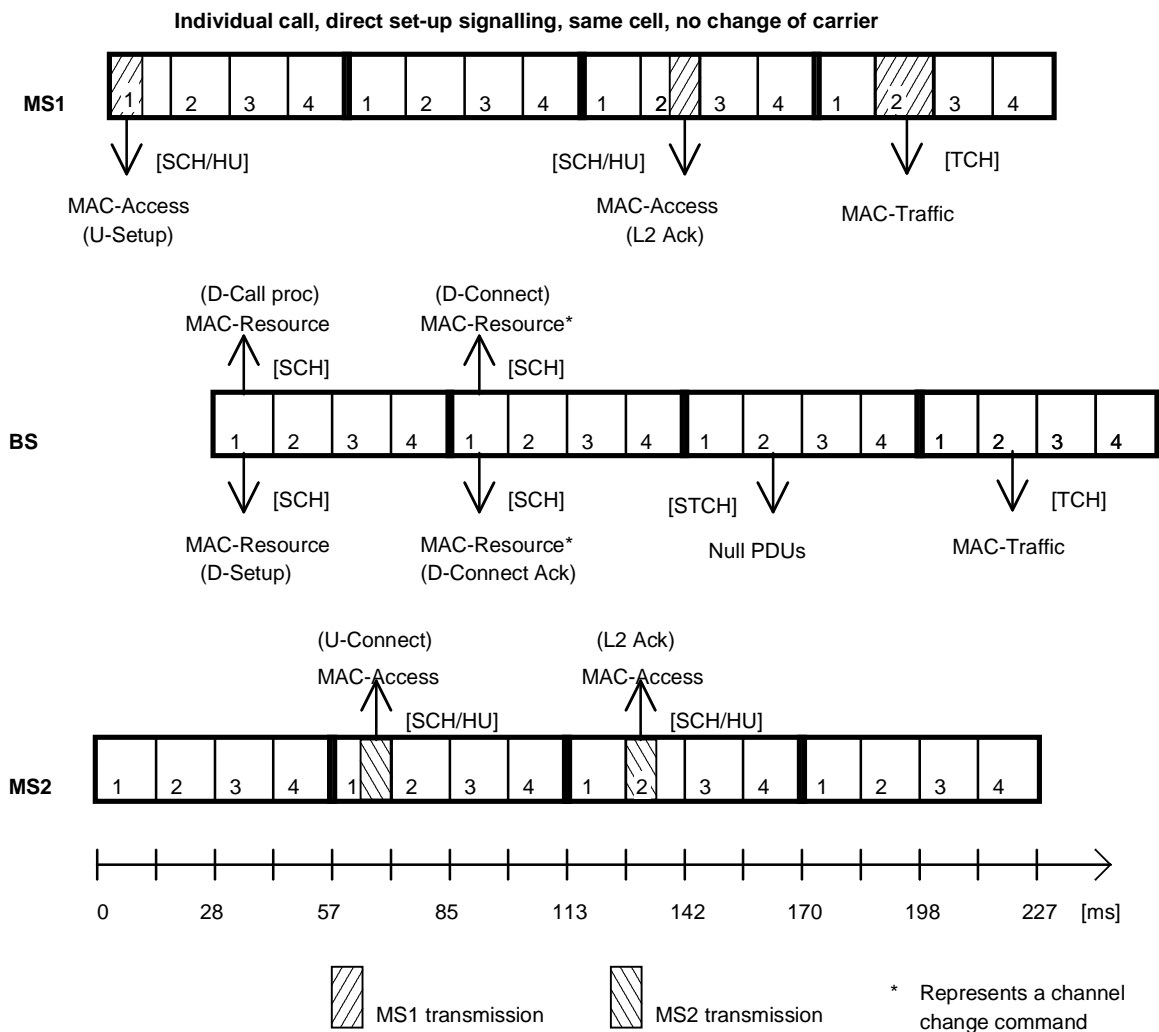 Individual call, direct set-up signalling, same cell, no change of carrier
MS1
1 2 3 4 1 2 3 4 1 2 3 4 1 2 3 4
[SCH/HU] [SCH/HU] [TCH]
MAC-Access MAC-Access MAC-Traffic
(U-Setup) (L2 Ack)
(D-Call proc) (D-Connect)
MAC-Resource MAC-Resource*
[SCH] [SCH]
BS
1 2 3 4 1 2 3 4 1 2 3 4 1 2 3 4
[SCH] [SCH] [STCH] [TCH]
MAC-Resource MAC-Resource* Null PDUs MAC-Traffic
(D-Setup) (D-Connect Ack)
(U-Connect) (L2 Ack)
MAC-Access MAC-Access
[SCH/HU] [SCH/HU]
MS2
1 2 3 4 1 2 3 4 1 2 3 4 1 2 3 4
0 28 57 85 113 142 170 198 227 [ms]
MS1 transmission MS2 transmission * Represents a channel
change command